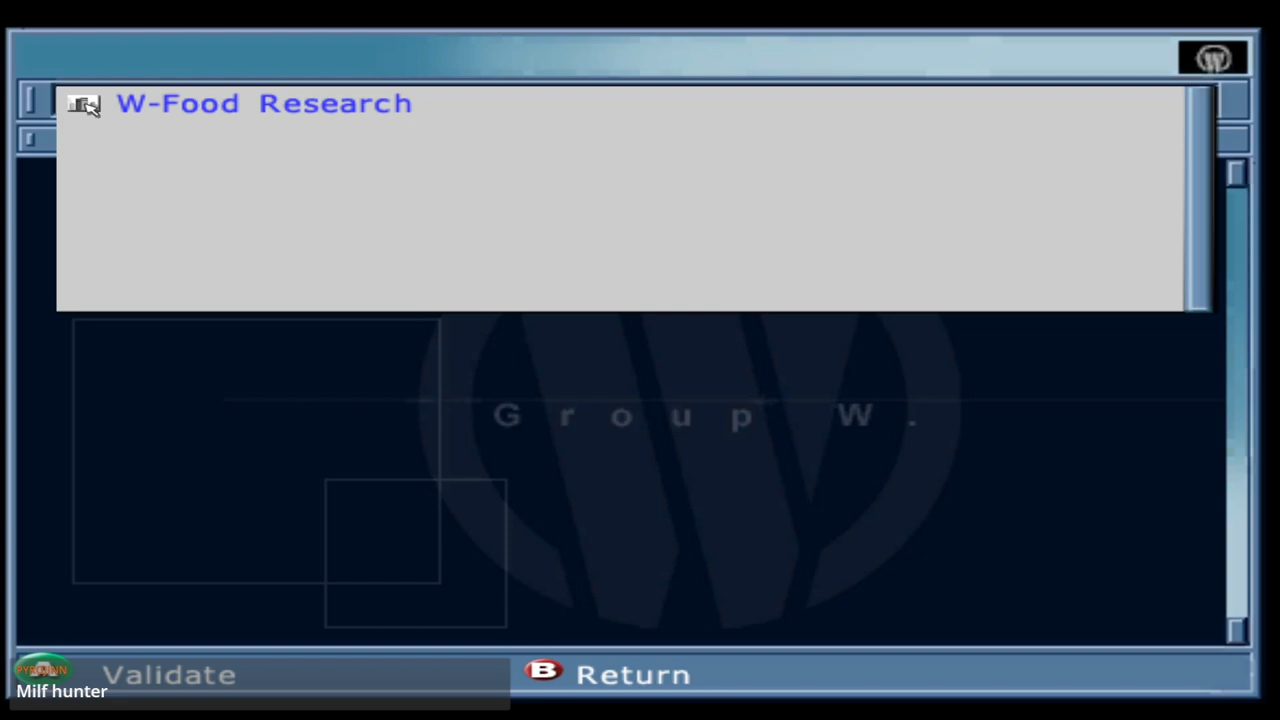 W
W-Food Research
Group W.
Validate
B Return
Milf hunter